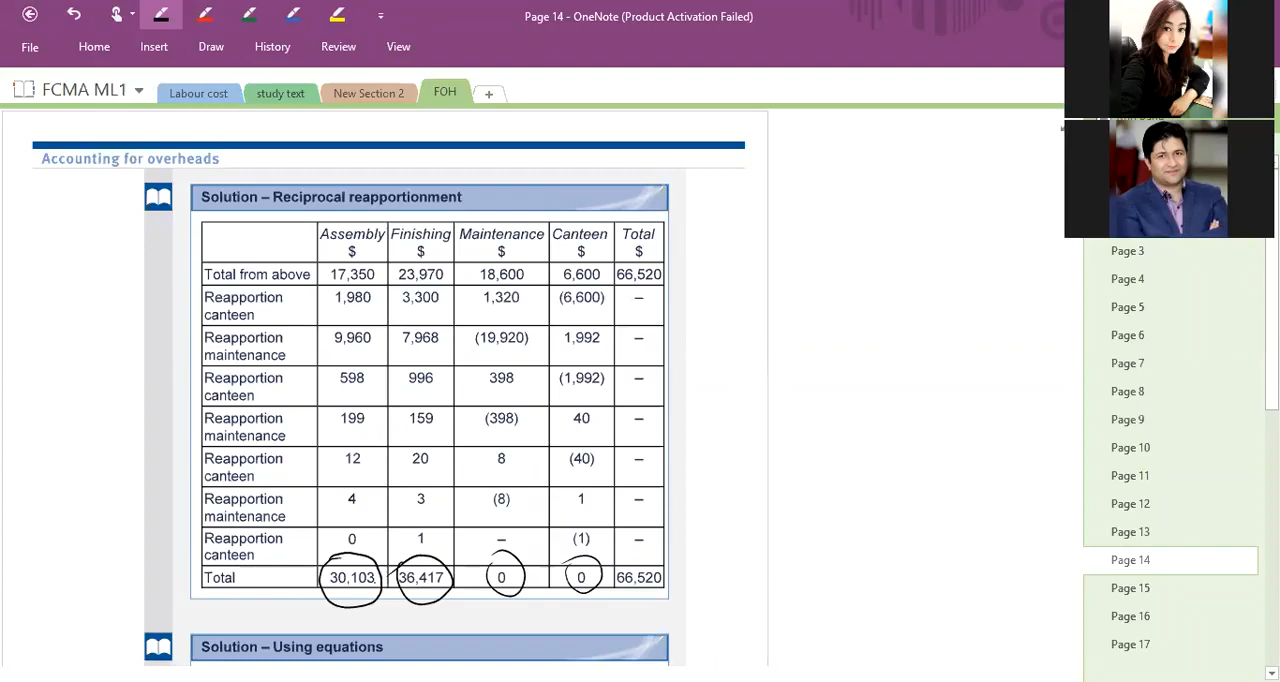 Page 14 - OneNote (Product Activation Failed)
File Home Insert Draw History Review View
FCMA ML1 Labour cost study text New Section 2 FOH +
Accounting for overheads
Solution – Reciprocal reapportionment
Assembly Finishing Maintenance Canteen Total
$ $ $ $ $
Total from above 17,350 23,970 18,600 6,600 66,520
Reapportion 1,980 3,300 1,320 (6,600) –
canteen
Reapportion 9,960 7,968 (19,920) 1,992 –
maintenance
Reapportion 598 996 398 (1,992) –
canteen
Reapportion 199 159 (398) 40 –
maintenance
Reapportion 12 20 8 (40) –
canteen
Reapportion 4 3 (8) 1 –
maintenance
Reapportion 0 1 – (1) –
canteen
Total 30,103 36,417 0 0 66,520
Solution – Using equations
Page 3
Page 4
Page 5
Page 6
Page 7
Page 8
Page 9
Page 10
Page 11
Page 12
Page 13
Page 14
Page 15
Page 16
Page 17